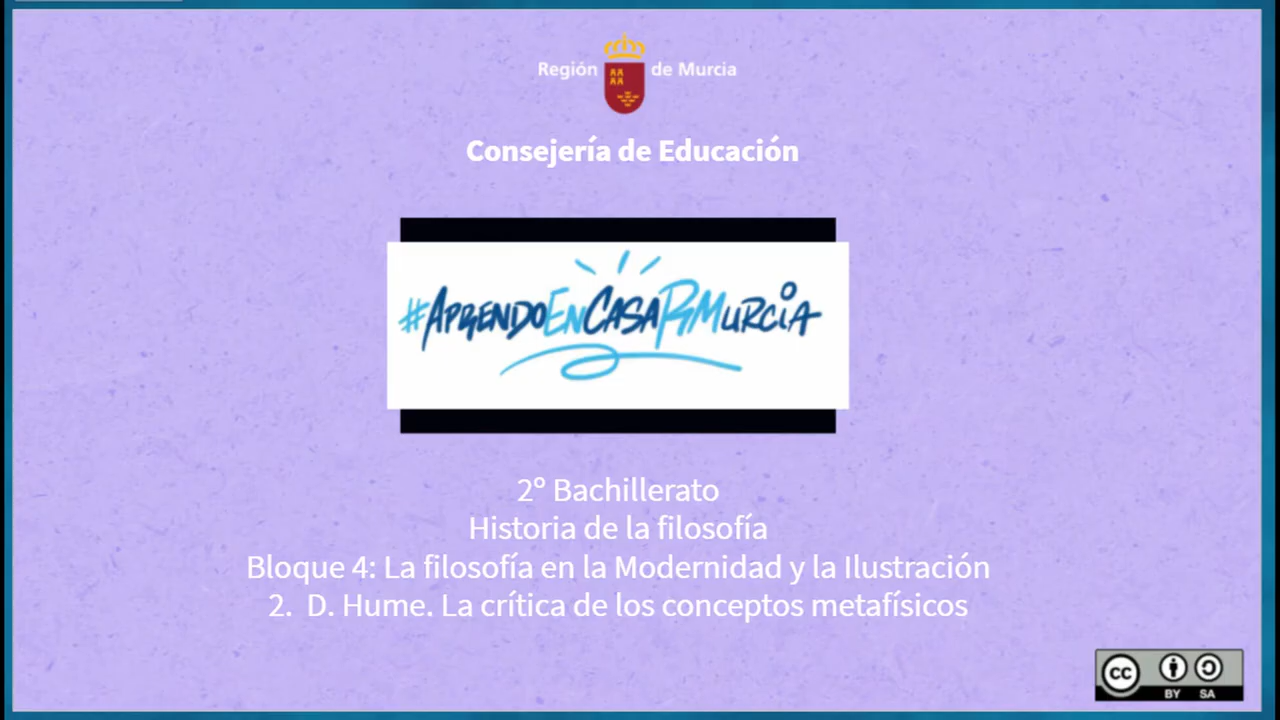 Región de Murcia
Consejería de Educación
#APRENDOENCASARMURCIA
2º Bachillerato
Historia de la filosofía
Bloque 4: La filosofía en la Modernidad y la Ilustración
2. D. Hume. La crítica de los conceptos metafísicos
cc
BY SA